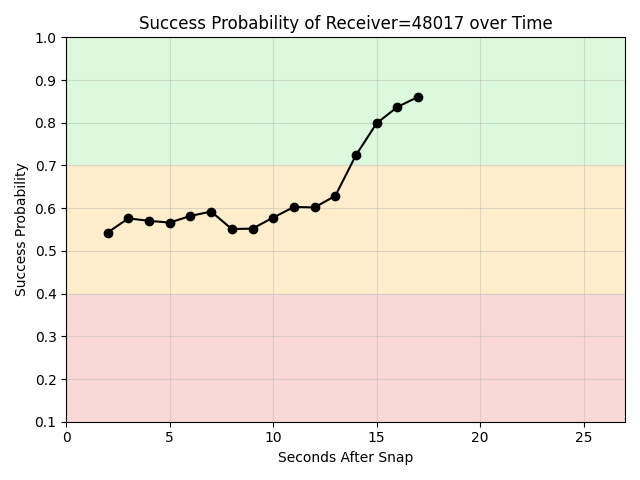 Success Probability of Receiver=48017 over Time
1.0
0.9
0.8
0.7
0.6
0.5
0.4
0.3
0.2
0.1
Success Probability
0 5 10 15 20 25
Seconds After Snap